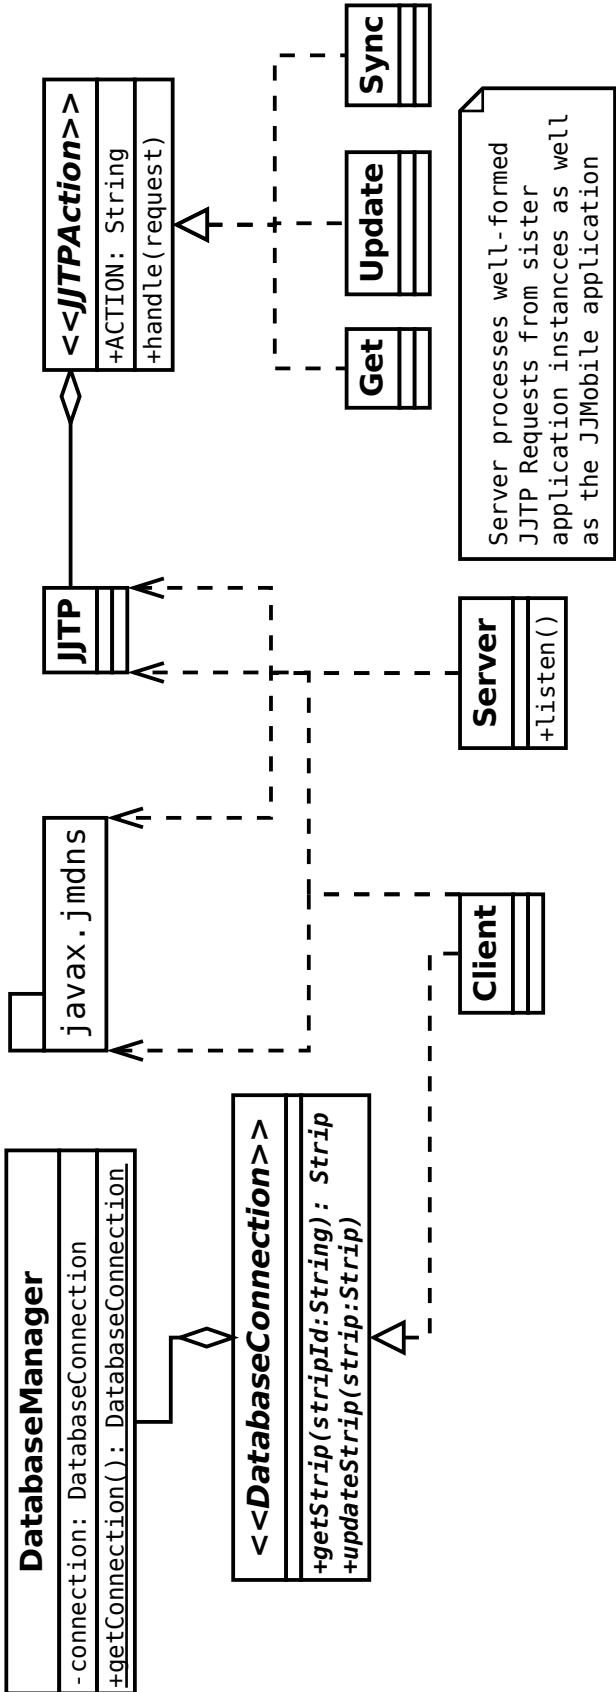 DatabaseManager
-connection: DatabaseConnection
+getConnection(): DatabaseConnection
javax.jmdns
JJTP
<<JJTPAction>>
+ACTION: String
+handle(request)
<<DatabaseConnection>>
+getStrip(stripId:String): Strip
+updateStrip(strip:Strip)
Get
Update
Sync
Client
Server
+listen()
Server processes well-formed
JJTP Requests from sister
application instancces as well
as the JJMobile application